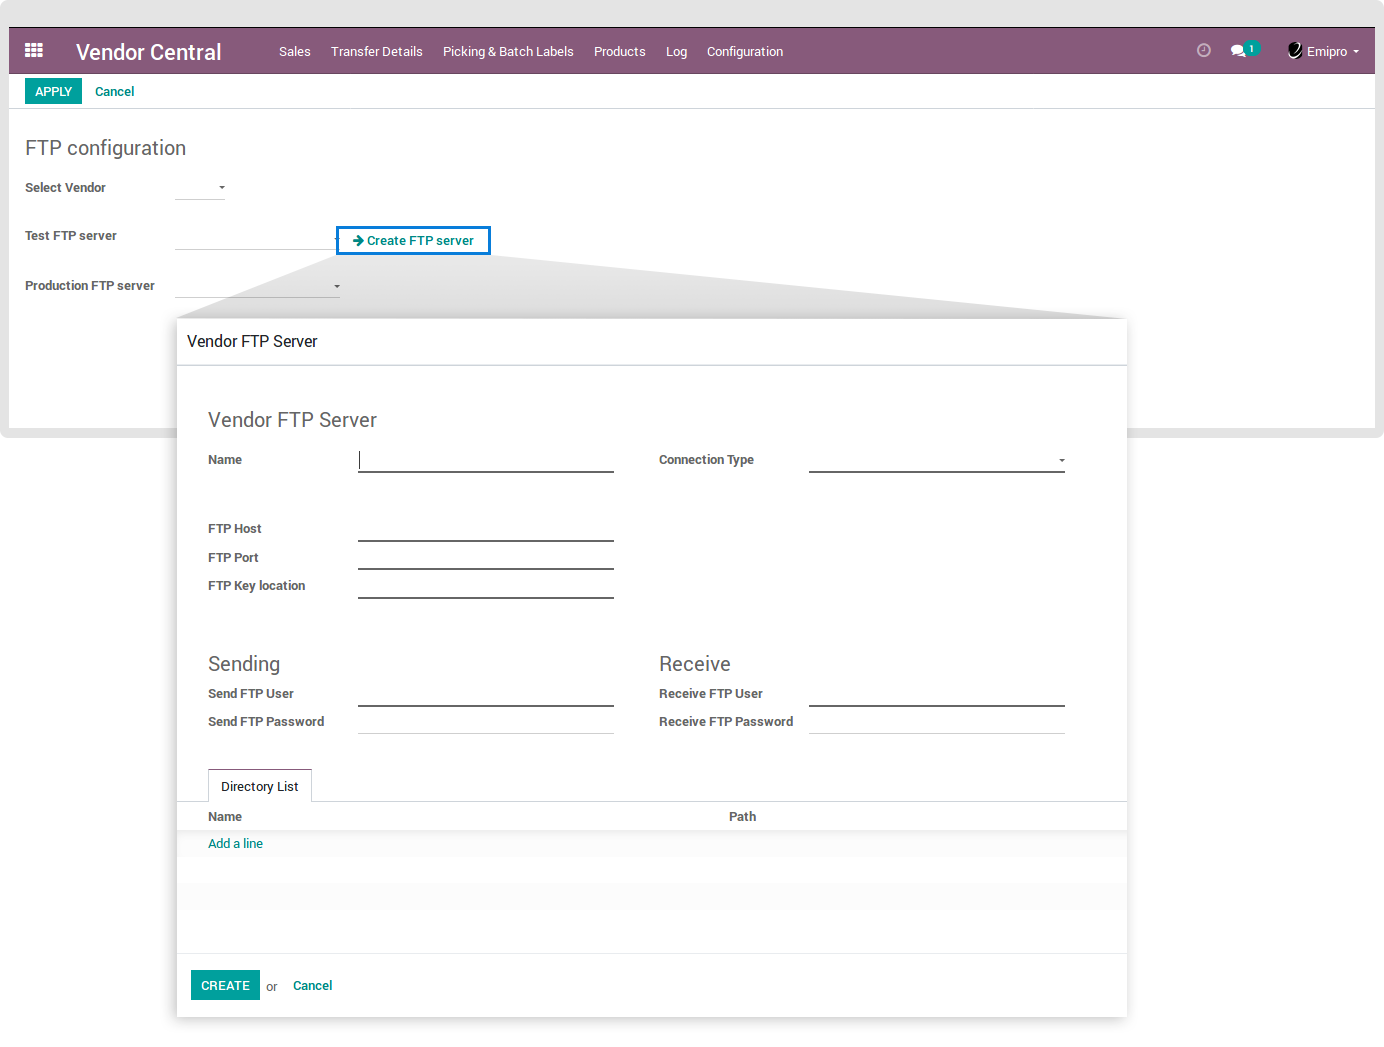 Vendor Central Sales Transfer Details Picking & Batch Labels Products Log Configuration 1 Emipro
APPLY Cancel
FTP configuration
Select Vendor
Test FTP server Create FTP server
Production FTP server
Vendor FTP Server
Vendor FTP Server
Name Connection Type
FTP Host
FTP Port
FTP Key location
Sending Receive
Send FTP User Receive FTP User
Send FTP Password Receive FTP Password
Directory List
Name Path
Add a line
CREATE or Cancel